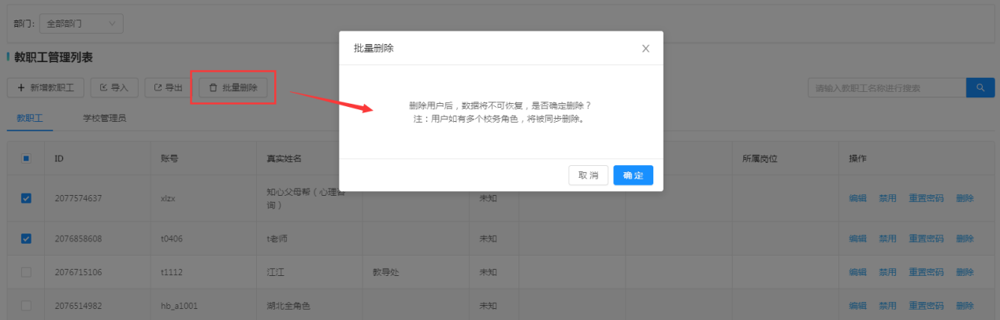 部门： 全部部门
教职工管理列表
新增教职工 导入 导出 批量删除 请输入教职工名称进行搜索
教职工 学校管理员
批量删除
删除用户后，数据将不可恢复，是否确定删除？
注：用户如有多个校务角色，将被同步删除。
取 消 确 定
ID 账号 真实姓名 所属岗位 操作
2077574637 xlzx 知心父母帮（心理咨 未知 编辑 禁用 重置密码 删除
询）
2076858608 t0406 t老师 未知 编辑 禁用 重置密码 删除
2076715106 t1112 江江 教导处 未知 编辑 禁用 重置密码 删除
2076514982 hb_a1001 湖北全角色 未知 编辑 禁用 重置密码 删除